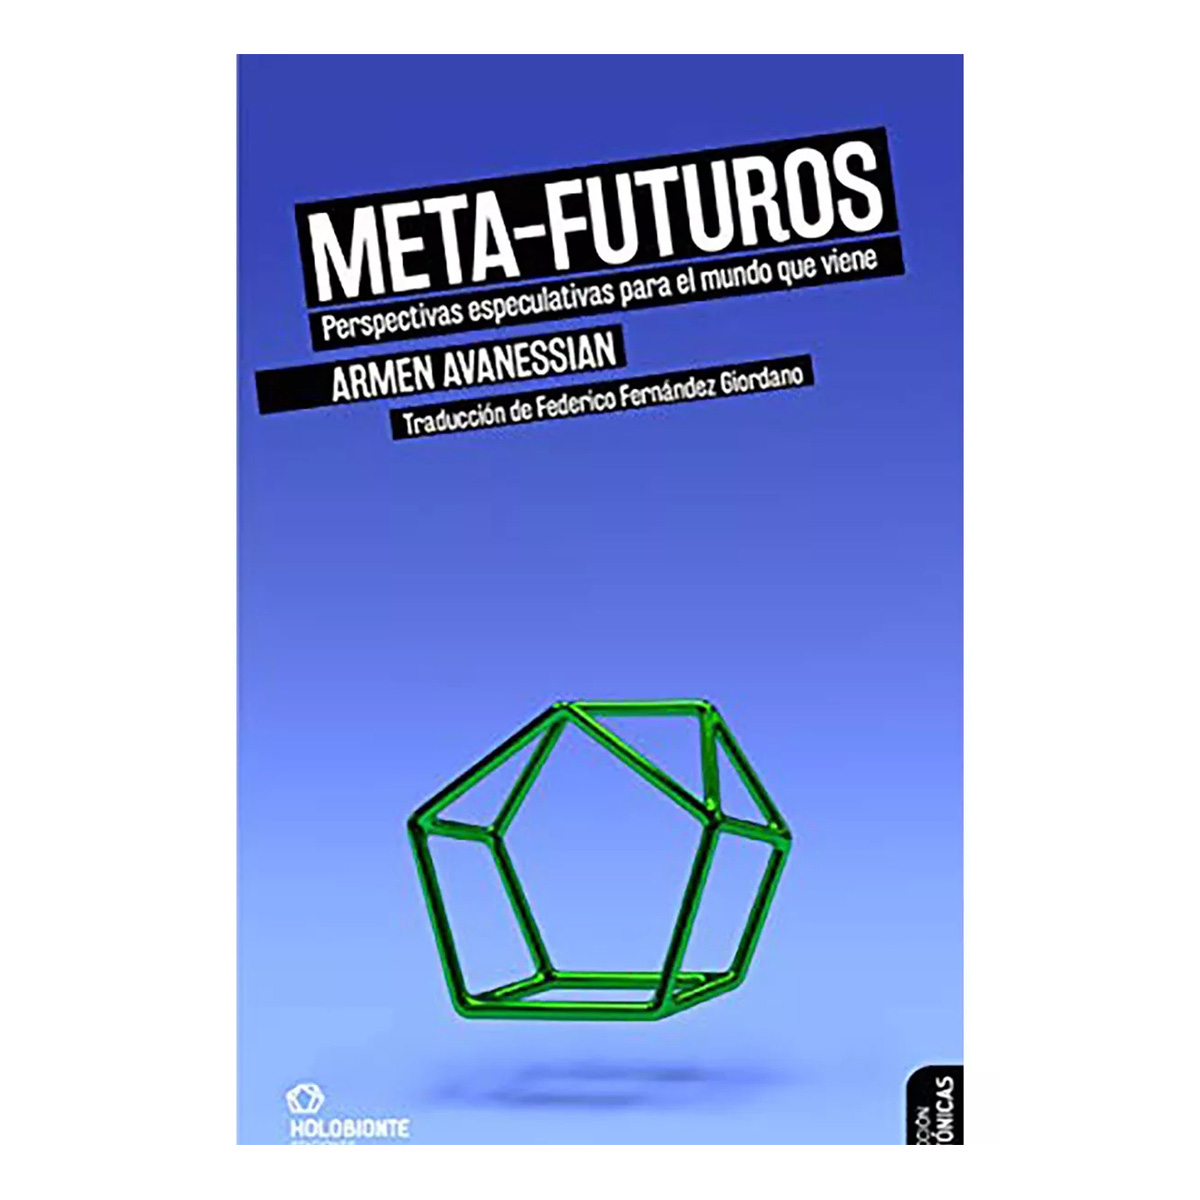 META-FUTUROS
Perspectivas especulativas para el mundo que viene
ARMEN AVANESSIAN
Traducción de Federico Fernández Giordano
HOLOBIONTE